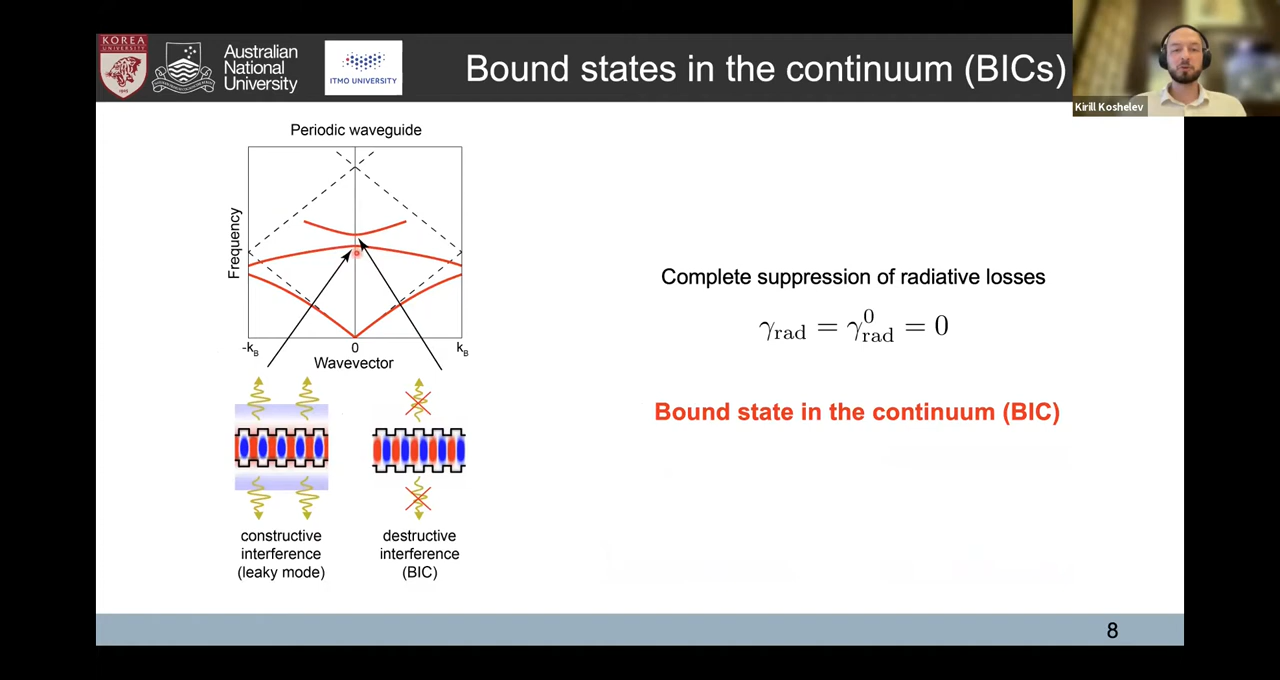 KOREA
UNIVERSITY
Australian
National
University
ITMO UNIVERSITY
Bound states in the continuum (BICs)
Kirill Koshelev
Periodic waveguide
Frequency
-k_B
0
k_B
Wavevector
constructive
interference
(leaky mode)
destructive
interference
(BIC)
Complete suppression of radiative losses
γ_rad = γ^0_rad = 0
Bound state in the continuum (BIC)
8